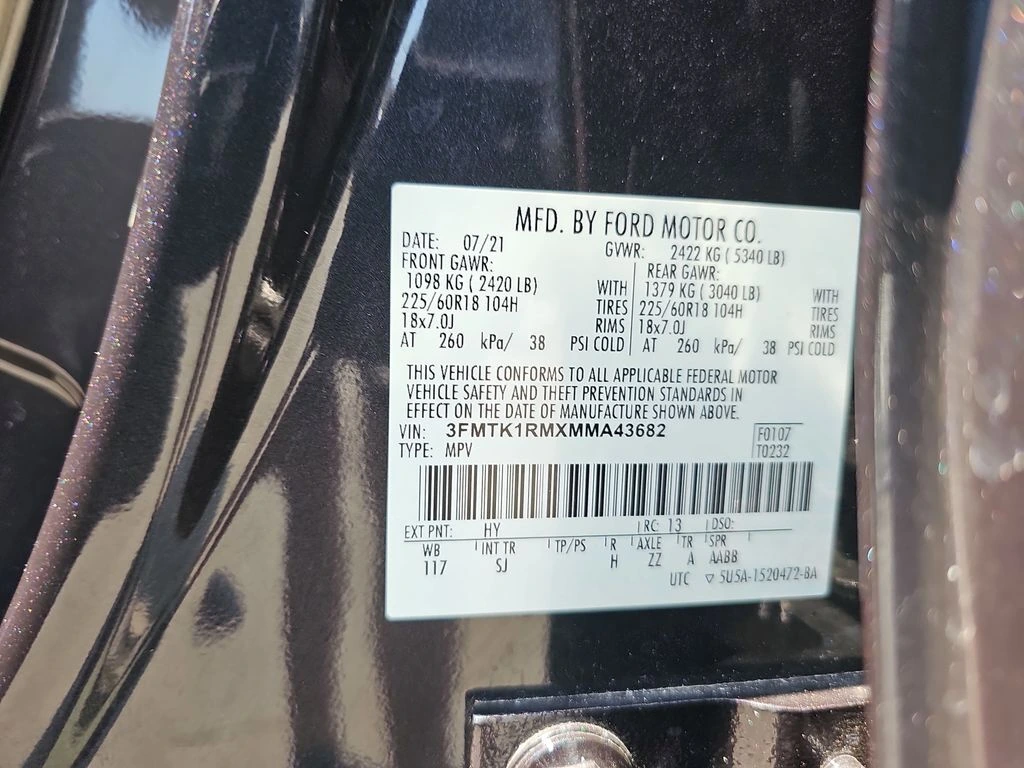 MFD. BY FORD MOTOR CO.
DATE: 07/21 GVWR: 2422 KG ( 5340 LB)
FRONT GAWR: REAR GAWR:
1098 KG ( 2420 LB) WITH 1379 KG ( 3040 LB) WITH
225/60R18 104H TIRES 225/60R18 104H TIRES
18x7.0J RIMS 18x7.0J RIMS
AT 260 kPa/ 38 PSI COLD AT 260 kPa/ 38 PSI COLD
THIS VEHICLE CONFORMS TO ALL APPLICABLE FEDERAL MOTOR
VEHICLE SAFETY AND THEFT PREVENTION STANDARDS IN
EFFECT ON THE DATE OF MANUFACTURE SHOWN ABOVE.
VIN: 3FMTK1RMXMMA43682 F0107
TYPE: MPV T0232
EXT PNT: HY RC: 13 DSO:
WB INT TR TP/PS R AXLE TR SPR
117 SJ H ZZ A AABB
UTC ▽ 5U5A-1520472-BA